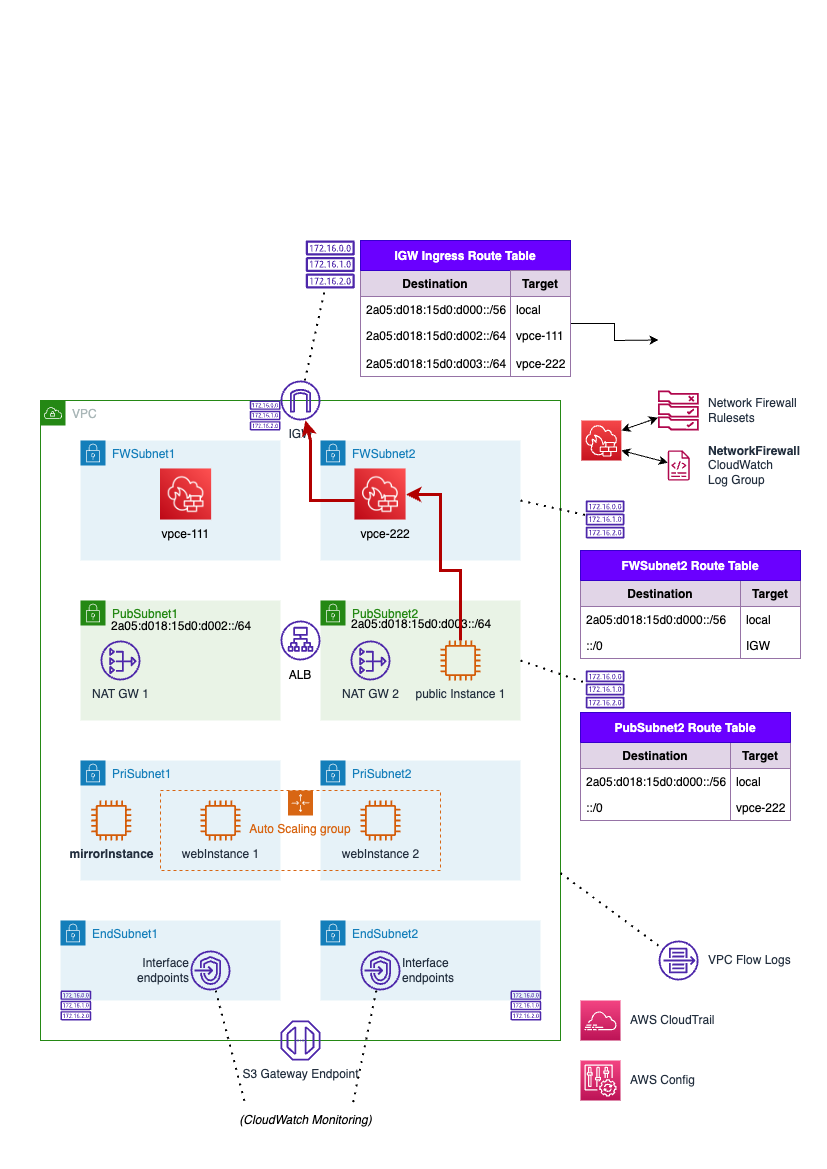 172.16.0.0
172.16.1.0
172.16.2.0
IGW Ingress Route Table
Destination Target
2a05:d018:15d0:d000::/56 local
2a05:d018:15d0:d002::/64 vpce-111
2a05:d018:15d0:d003::/64 vpce-222
VPC
172.16.0.0
172.16.1.0
172.16.2.0
IGW
Network Firewall
Rulesets
NetworkFirewall
CloudWatch
Log Group
FWSubnet1
vpce-111
FWSubnet2
vpce-222
172.16.0.0
172.16.1.0
172.16.2.0
FWSubnet2 Route Table
Destination Target
2a05:d018:15d0:d000::/56 local
::/0 IGW
PubSubnet1
2a05:d018:15d0:d002::/64
NAT GW 1
ALB
PubSubnet2
2a05:d018:15d0:d003::/64
NAT GW 2
public Instance 1
172.16.0.0
172.16.1.0
172.16.2.0
PubSubnet2 Route Table
Destination Target
2a05:d018:15d0:d000::/56 local
::/0 vpce-222
PriSubnet1
mirrorInstance
webInstance 1
Auto Scaling group
PriSubnet2
webInstance 2
EndSubnet1
Interface
endpoints
172.16.0.0
172.16.1.0
172.16.2.0
EndSubnet2
Interface
endpoints
172.16.0.0
172.16.1.0
172.16.2.0
VPC Flow Logs
AWS CloudTrail
AWS Config
S3 Gateway Endpoint
(CloudWatch Monitoring)